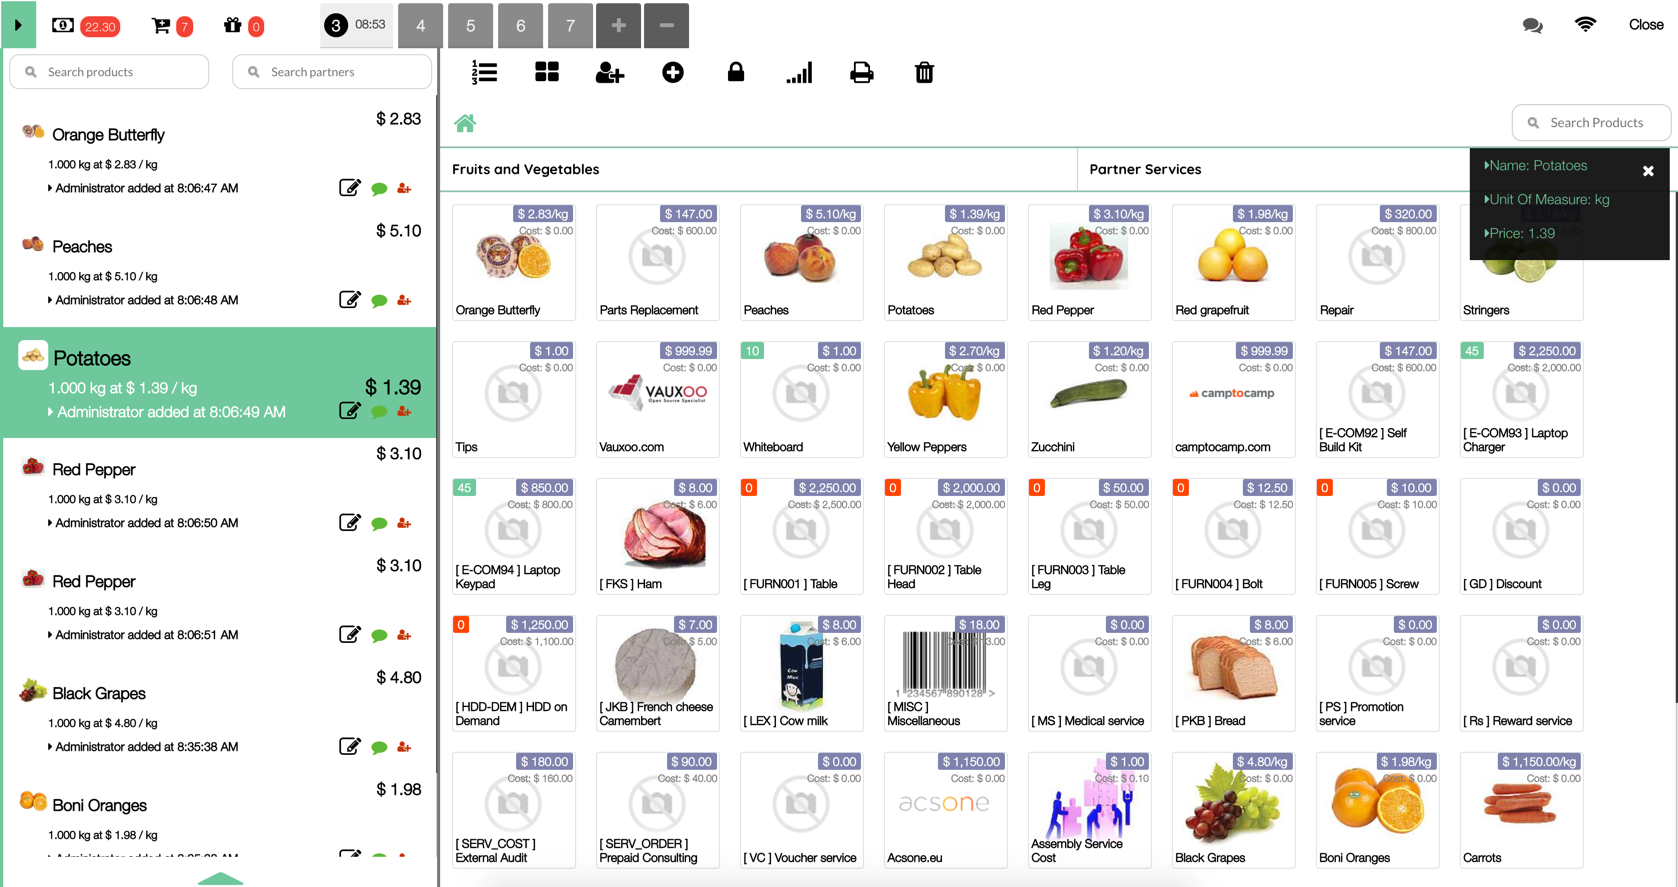 22.30
7
0
3 08:53
4
5
6
7
Close
Search products
Search partners
Orange Butterfly
$ 2.83
1.000 kg at $ 2.83 / kg
Administrator added at 8:06:47 AM
Peaches
$ 5.10
1.000 kg at $ 5.10 / kg
Administrator added at 8:06:48 AM
Potatoes
1.000 kg at $ 1.39 / kg
$ 1.39
Administrator added at 8:06:49 AM
Red Pepper
$ 3.10
1.000 kg at $ 3.10 / kg
Administrator added at 8:06:50 AM
Red Pepper
$ 3.10
1.000 kg at $ 3.10 / kg
Administrator added at 8:06:51 AM
Black Grapes
$ 4.80
1.000 kg at $ 4.80 / kg
Administrator added at 8:35:38 AM
Boni Oranges
$ 1.98
1.000 kg at $ 1.98 / kg
Search Products
Fruits and Vegetables
Partner Services
Name: Potatoes
Unit Of Measure: kg
Price: 1.39
$ 2.83/kg
Cost: $ 0.00
Orange Butterfly
$ 147.00
Cost: $ 600.00
Parts Replacement
$ 5.10/kg
Cost: $ 0.00
Peaches
$ 1.39/kg
Cost: $ 0.00
Potatoes
$ 3.10/kg
Cost: $ 0.00
Red Pepper
$ 1.98/kg
Cost: $ 0.00
Red grapefruit
$ 320.00
Cost: $ 800.00
Repair
Stringers
$ 1.00
Cost: $ 0.00
Tips
$ 999.99
Cost: $ 0.00
VAUXOO
Open Source Specialist
Vauxoo.com
10
$ 1.00
Cost: $ 0.00
Whiteboard
$ 2.70/kg
Cost: $ 0.00
Yellow Peppers
$ 1.20/kg
Cost: $ 0.00
Zucchini
$ 999.99
Cost: $ 0.00
camptocamp
camptocamp.com
$ 147.00
Cost: $ 600.00
[ E-COM92 ] Self
Build Kit
45
$ 2,250.00
Cost: $ 2,000.00
[ E-COM93 ] Laptop
Charger
45
$ 850.00
Cost: $ 800.00
[ E-COM94 ] Laptop
Keypad
$ 8.00
Cost: $ 6.00
[ FKS ] Ham
0
$ 2,250.00
Cost: $ 2,500.00
[ FURN001 ] Table
0
$ 2,000.00
Cost: $ 2,000.00
[ FURN002 ] Table
Head
0
$ 50.00
Cost: $ 50.00
[ FURN003 ] Table
Leg
0
$ 12.50
Cost: $ 12.50
[ FURN004 ] Bolt
0
$ 10.00
Cost: $ 10.00
[ FURN005 ] Screw
$ 0.00
Cost: $ 0.00
[ GD ] Discount
0
$ 1,250.00
Cost: $ 1,100.00
[ HDD-DEM ] HDD on
Demand
$ 7.00
Cost: $ 5.00
[ JKB ] French cheese
Camembert
$ 8.00
Cost: $ 6.00
Cow
[ LEX ] Cow milk
$ 18.00
1 234567 890128 >
[ MISC ]
Miscellaneous
$ 0.00
Cost: $ 0.00
[ MS ] Medical service
$ 8.00
Cost: $ 6.00
[ PKB ] Bread
$ 0.00
Cost: $ 0.00
[ PS ] Promotion
service
$ 0.00
Cost: $ 0.00
[ Rs ] Reward service
$ 180.00
Cost: $ 160.00
[ SERV_COST ]
External Audit
$ 90.00
Cost: $ 40.00
[ SERV_ORDER ]
Prepaid Consulting
$ 0.00
Cost: $ 0.00
[ VC ] Voucher service
$ 1,150.00
Cost: $ 0.00
acsone
Acsone.eu
$ 1.00
Cost: $ 0.10
Assembly Service
Cost
$ 4.80/kg
Cost: $ 0.00
Black Grapes
$ 1.98/kg
Cost: $ 0.00
Boni Oranges
$ 1,150.00/kg
Cost: $ 0.00
Carrots